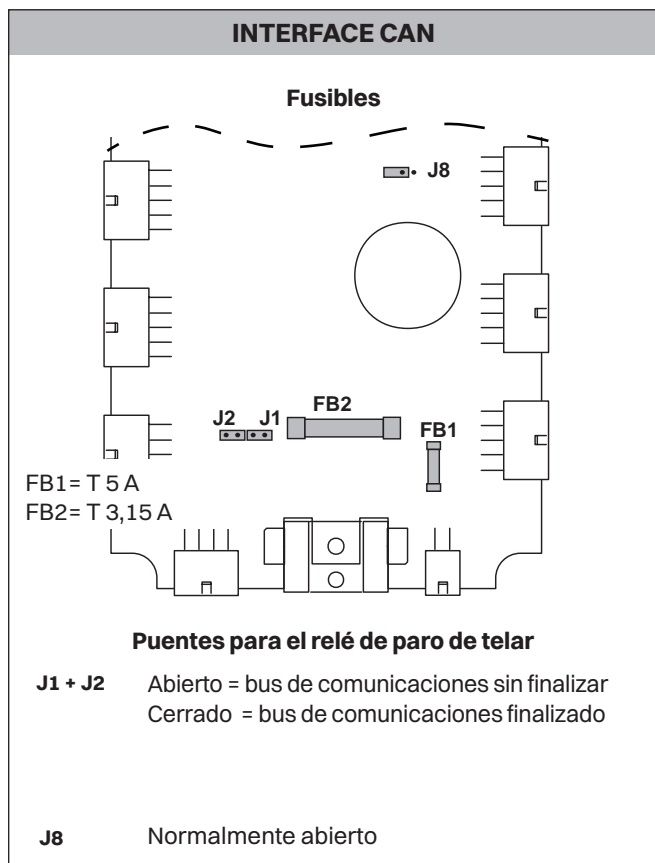 INTERFACE CAN
Fusibles
J8
J2 J1 FB2
FB1
FB1= T 5 A
FB2= T 3,15 A
Puentes para el relé de paro de telar
J1 + J2 Abierto = bus de comunicaciones sin finalizar
Cerrado = bus de comunicaciones finalizado
J8 Normalmente abierto